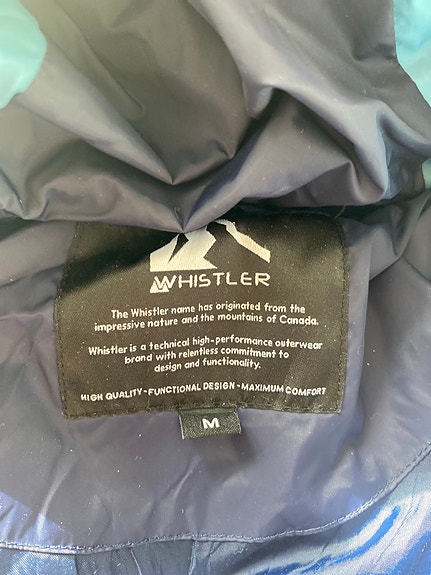 WHISTLER
The Whistler name has originated from the
impressive nature and the mountains of Canada.
Whistler is a technical high-performance outerwear
brand with relentless commitment to
design and functionality.
HIGH QUALITY-FUNCTIONAL DESIGN-MAXIMUM COMFORT
M